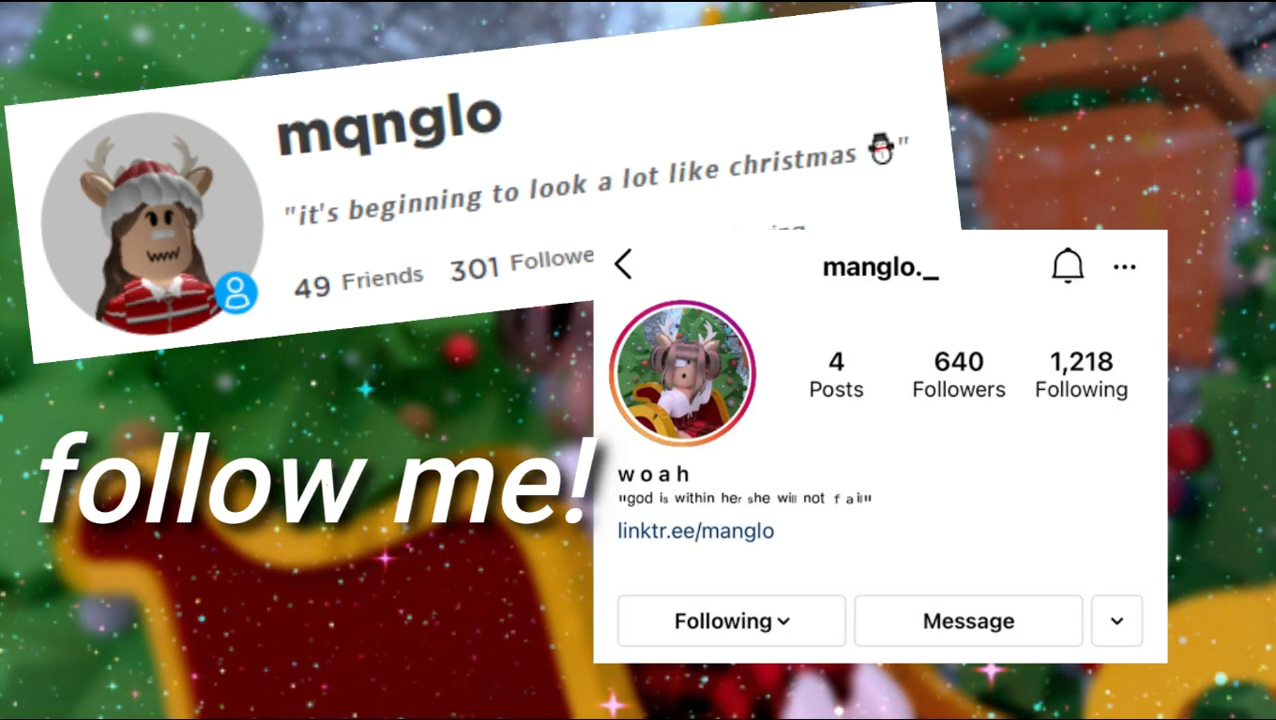 mqnglo
"it's beginning to look a lot like christmas ⛄"
49 Friends 301 Followe
manglo._
4 640 1,218
Posts Followers Following
follow me!
w o a h
"god is within her she will not f a i l"
linktr.ee/manglo
Following Message